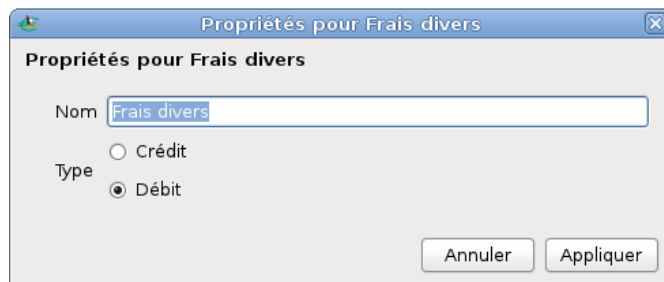 Propriétés pour Frais divers
Propriétés pour Frais divers
Nom Frais divers
Type
Crédit
Débit
Annuler Appliquer